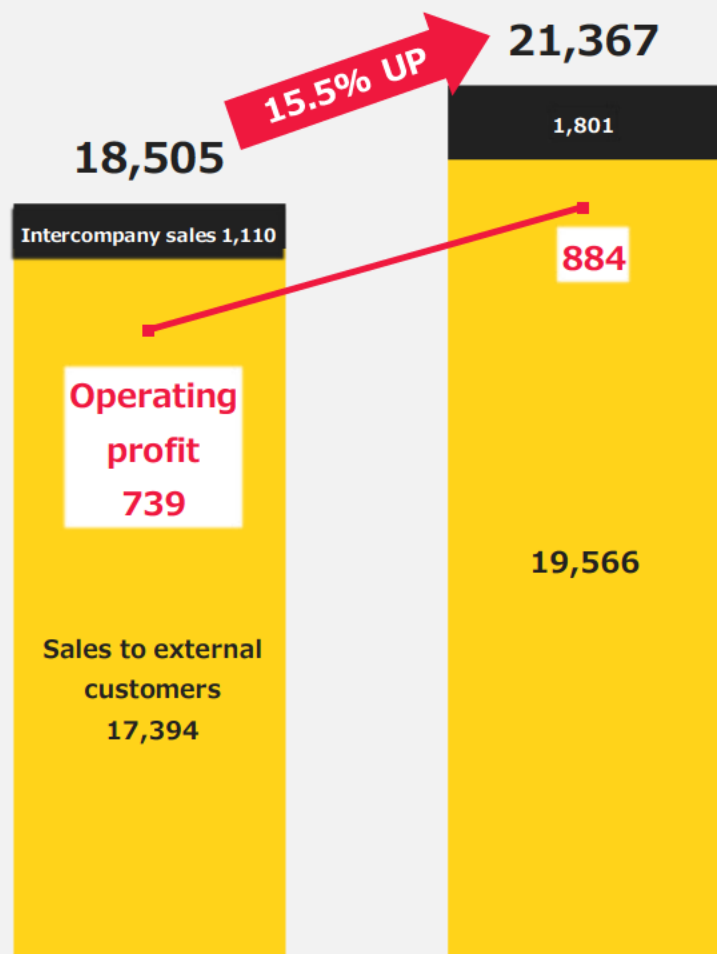 18,505
Intercompany sales 1,110
Operating
profit
739
Sales to external
customers
17,394
15.5% UP
21,367
1,801
884
19,566